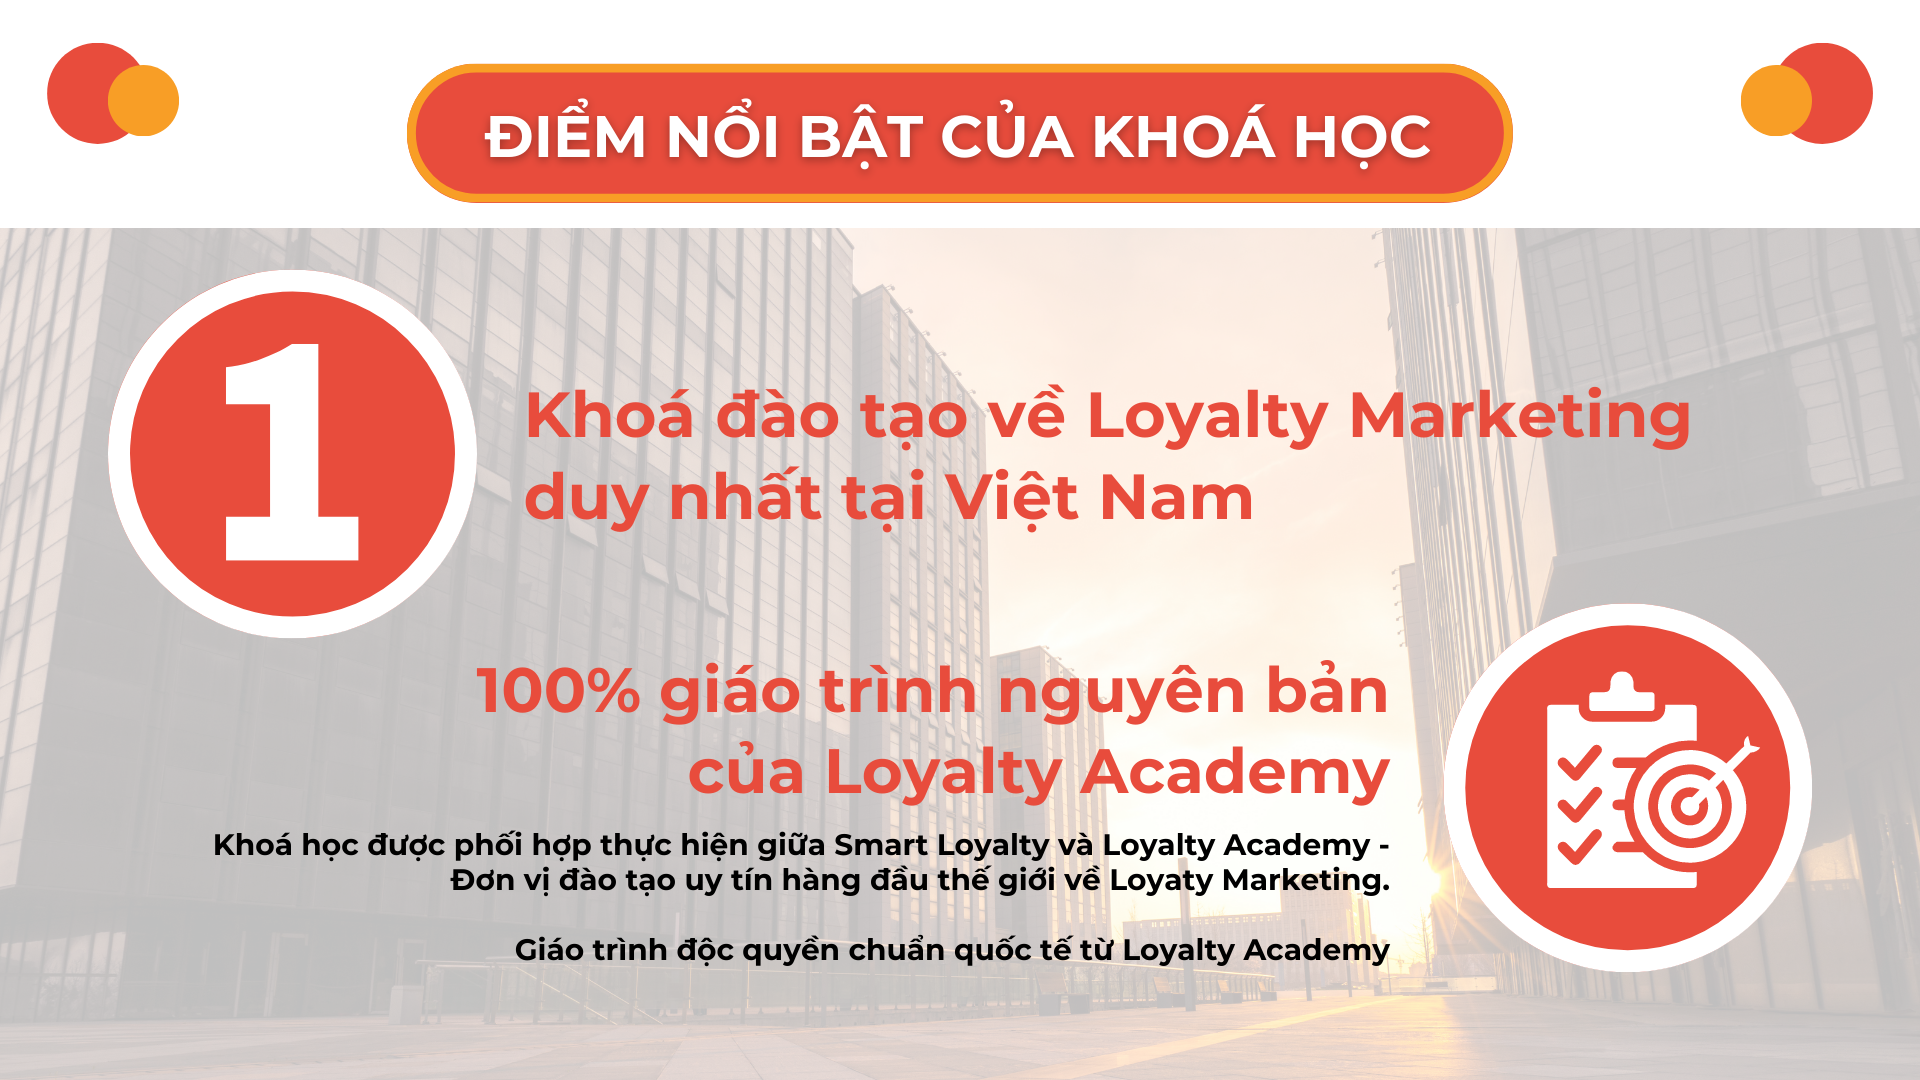 ĐIỂM NỔI BẬT CỦA KHOÁ HỌC
1
Khoá đào tạo về Loyalty Marketing
duy nhất tại Việt Nam
100% giáo trình nguyên bản
của Loyalty Academy
Khoá học được phối hợp thực hiện giữa Smart Loyalty và Loyalty Academy -
Đơn vị đào tạo uy tín hàng đầu thế giới về Loyaty Marketing.
Giáo trình độc quyền chuẩn quốc tế từ Loyalty Academy